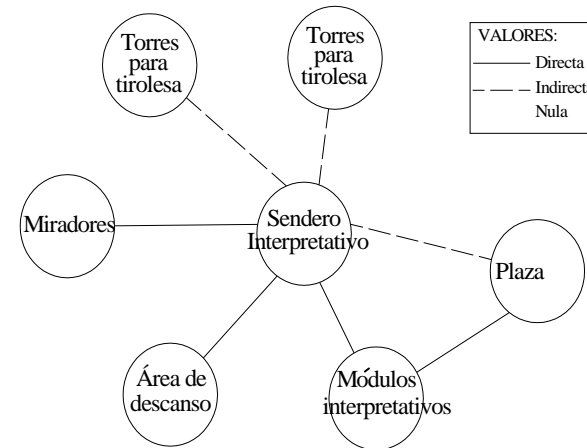 Torres
para
tirolesa
Torres
para
tirolesa
VALORES:
Directa
Indirecta
Nula
Miradores
Sendero
Interpretativo
Plaza
Área de
descanso
Módulos
interpretativos